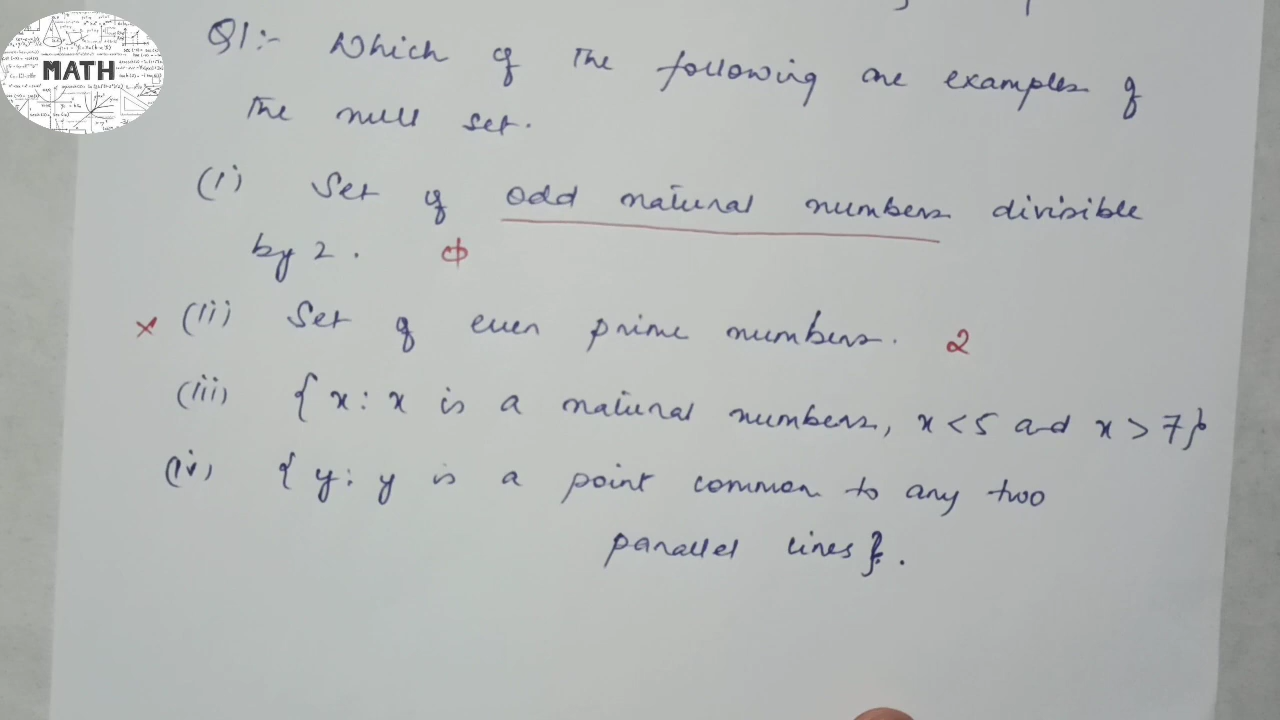 MATH
Q1:- Which of the following are examples of
the null set.
(i) Set of odd natural numbers divisible
by 2. ф
× (ii) Set of even prime numbers. 2
(iii) { x: x is a natural numbers, x < 5 and x > 7}
(iv) { y: y is a point common to any two
parallel lines}.